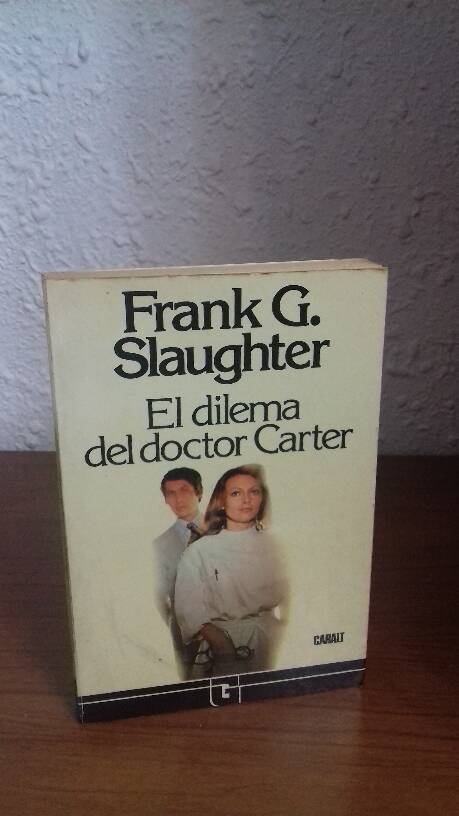 Frank G.
Slaughter
El dilema
del doctor Carter
CARALT